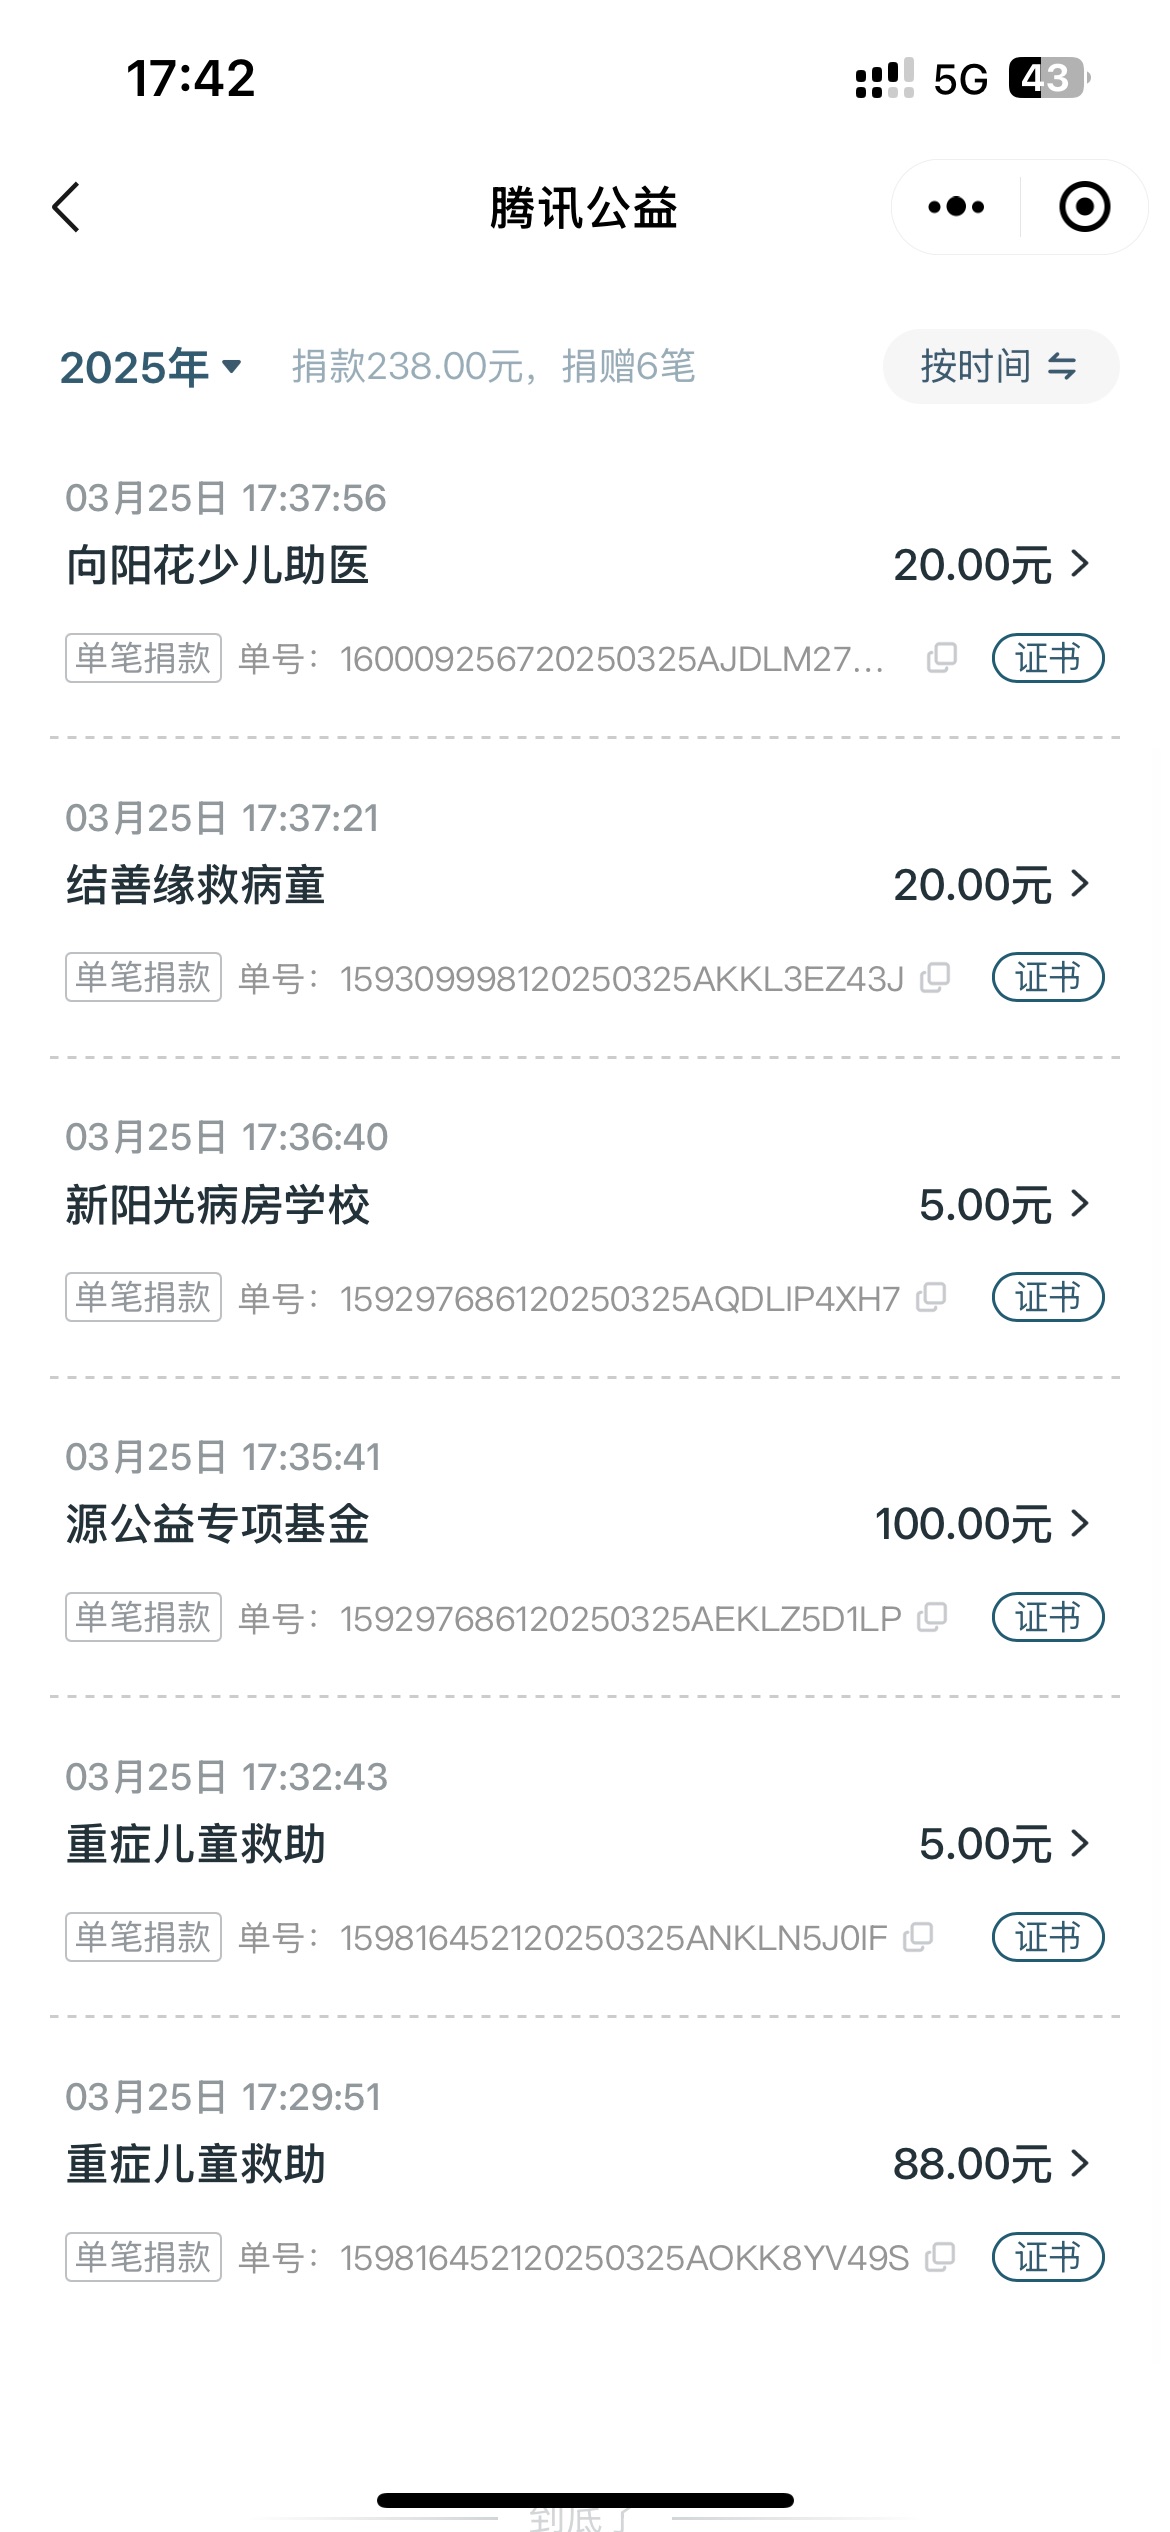 17:42
5G 43
腾讯公益
2025年 捐款238.00元，捐赠6笔 按时间
03月25日 17:37:56
向阳花少儿助医 20.00元
单笔捐款 单号： 160009256720250325AJDLM27... 证书
03月25日 17:37:21
结善缘救病童 20.00元
单笔捐款 单号： 159309998120250325AKKL3EZ43J 证书
03月25日 17:36:40
新阳光病房学校 5.00元
单笔捐款 单号： 159297686120250325AQDLIP4XH7 证书
03月25日 17:35:41
源公益专项基金 100.00元
单笔捐款 单号： 159297686120250325AEKLZ5D1LP 证书
03月25日 17:32:43
重症儿童救助 5.00元
单笔捐款 单号： 159816452120250325ANKLN5J0IF 证书
03月25日 17:29:51
重症儿童救助 88.00元
单笔捐款 单号： 159816452120250325AOKK8YV49S 证书
到底了